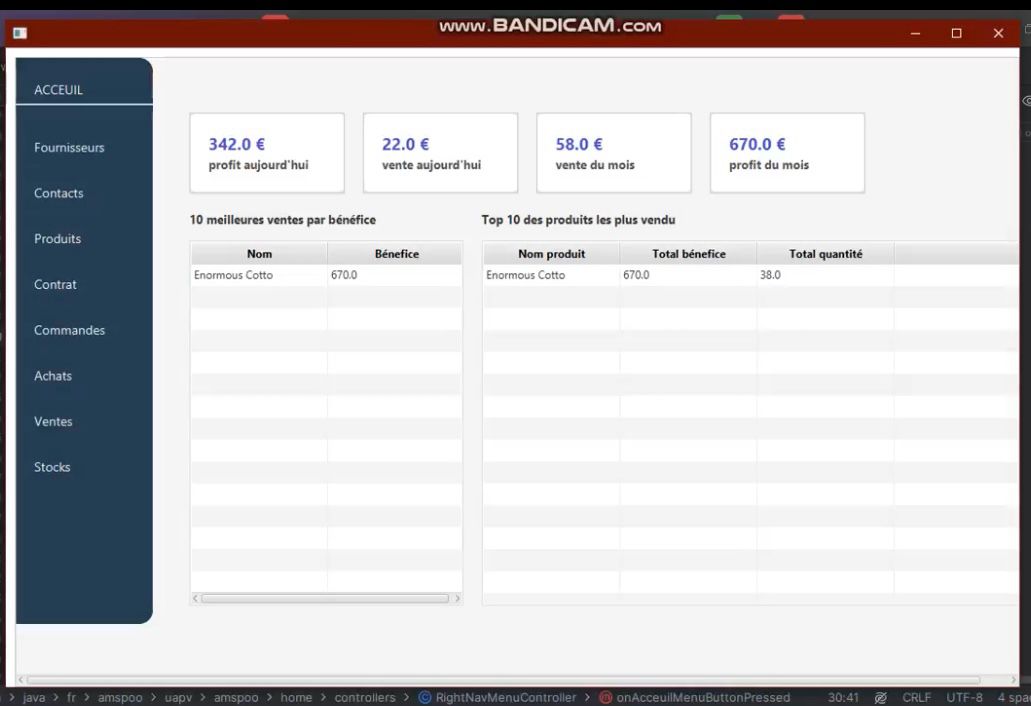 www.BANDICAM.com
ACCEUIL
Fournisseurs
Contacts
Produits
Contrat
Commandes
Achats
Ventes
Stocks
342.0 €
profit aujourd'hui
22.0 €
vente aujourd'hui
58.0 €
vente du mois
670.0 €
profit du mois
10 meilleures ventes par bénéfice
Nom Bénefice
Enormous Cotto 670.0
Top 10 des produits les plus vendu
Nom produit Total bénefice Total quantité
Enormous Cotto 670.0 38.0
java > fr > amspoo > uapv > amspoo > home > controllers > RightNavMenuController > onAcceuilMenuButtonPressed 30:41 CRLF UTF-8 4